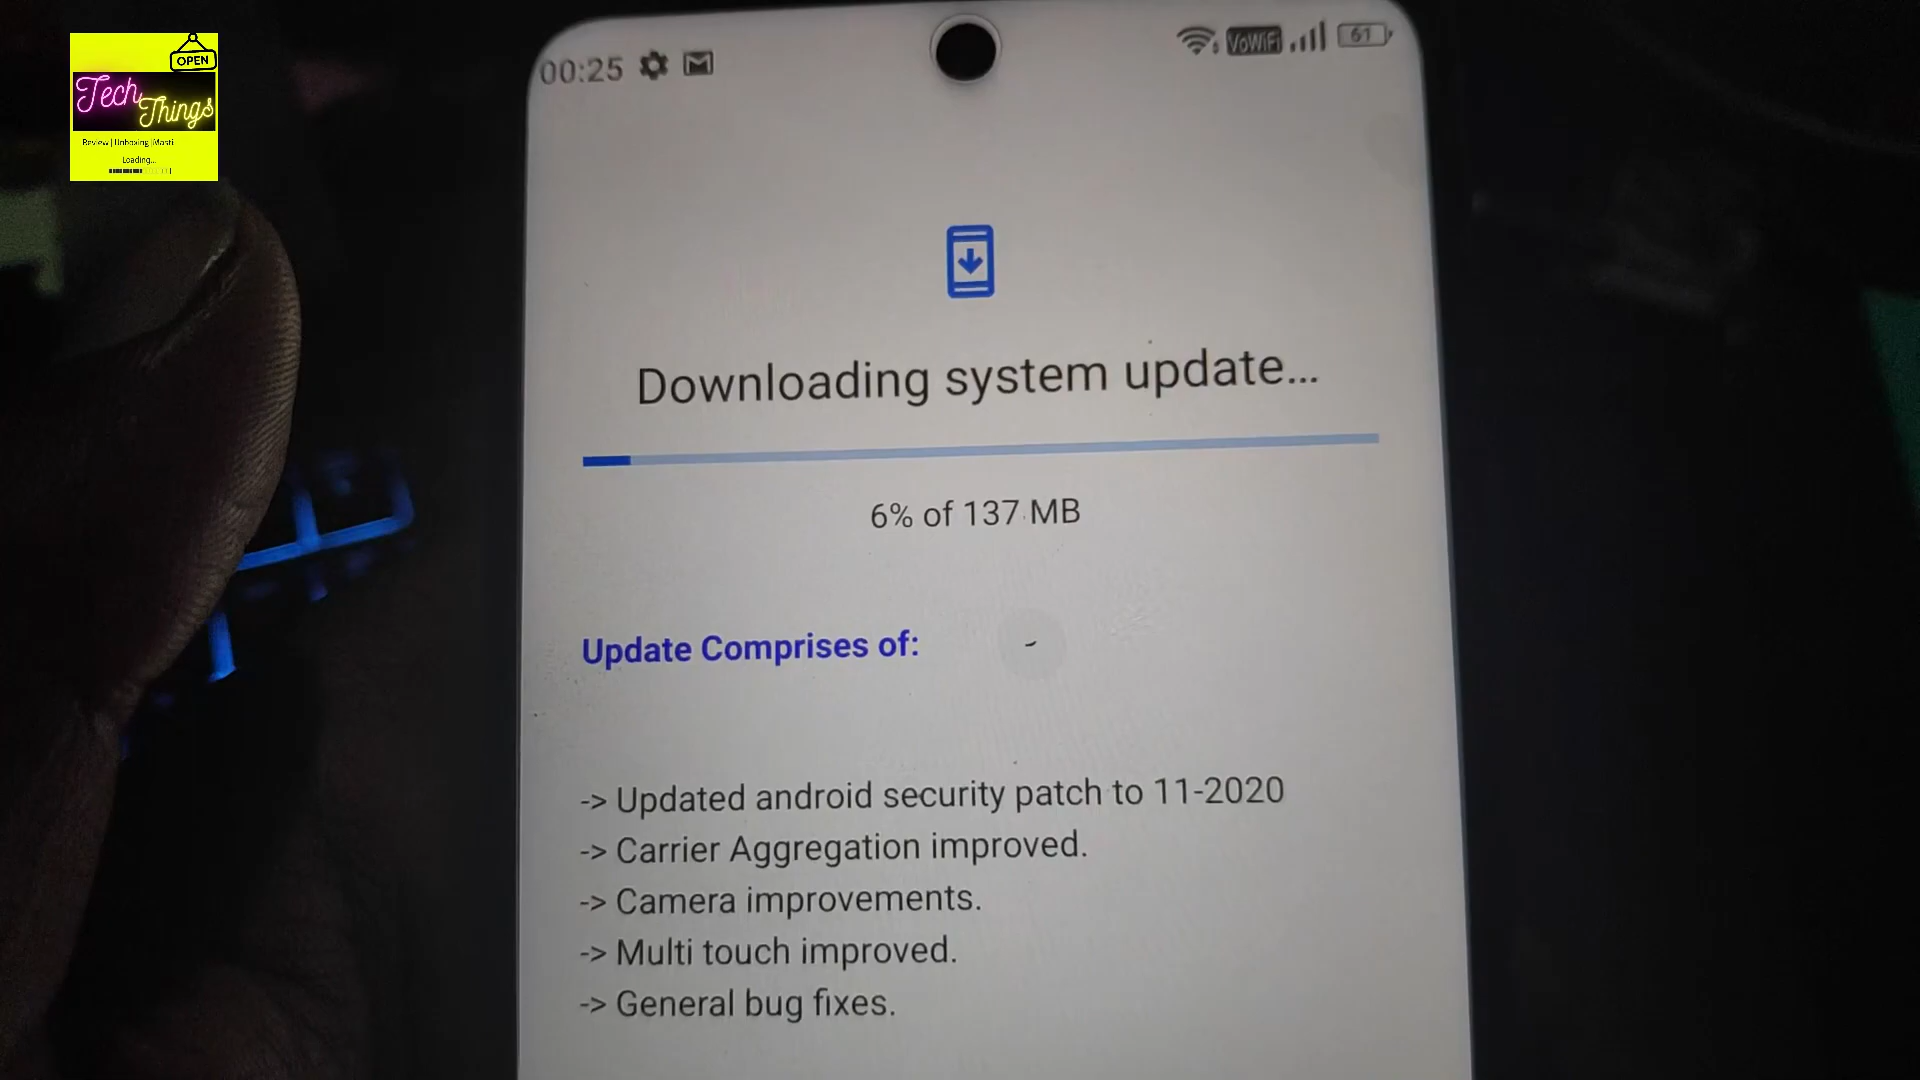 OPEN
Tech
Things
Review | Unboxing |Masti
Loading...
00:25
VoWiFi
61
Downloading system update...
6% of 137 MB
Update Comprises of:
-> Updated android security patch to 11-2020
-> Carrier Aggregation improved.
-> Camera improvements.
-> Multi touch improved.
-> General bug fixes.